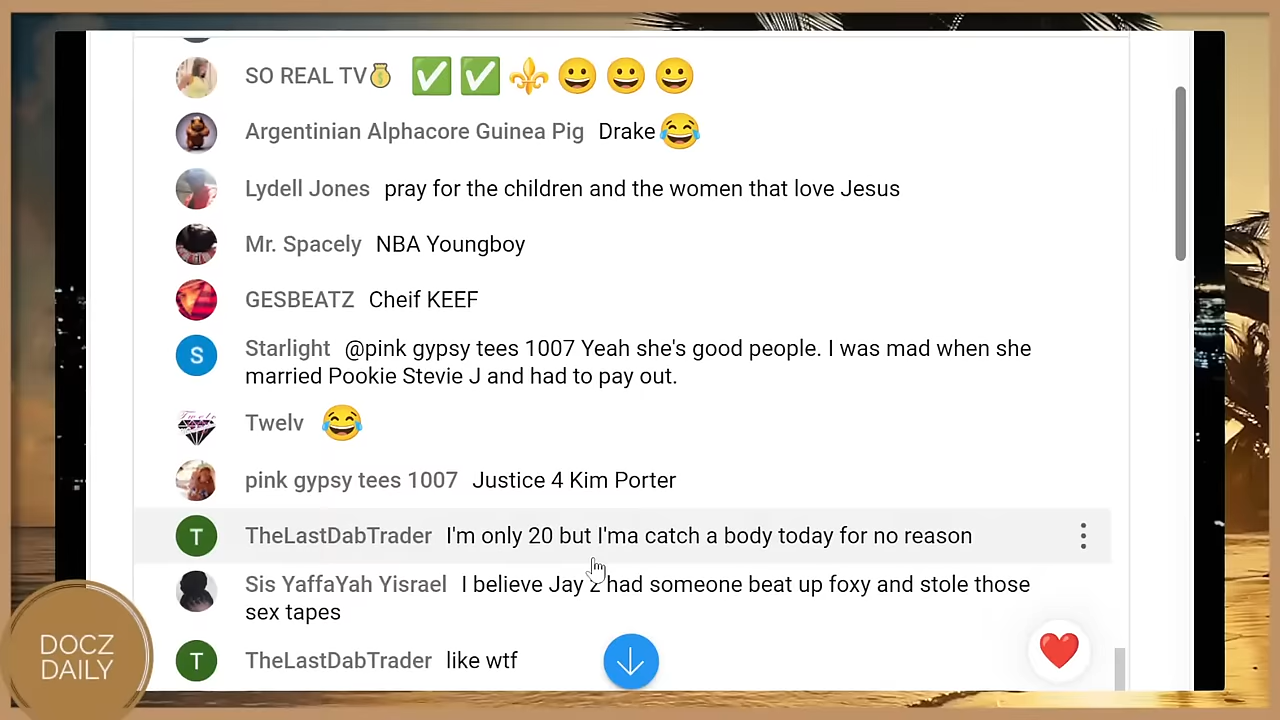 SO REAL TV💰 ✅✅⚜️😀😀😀
Argentinian Alphacore Guinea Pig Drake😂
Lydell Jones pray for the children and the women that love Jesus
Mr. Spacely NBA Youngboy
GESBEATZ Cheif KEEF
S Starlight @pink gypsy tees 1007 Yeah she's good people. I was mad when she
married Pookie Stevie J and had to pay out.
Twelv 😂
pink gypsy tees 1007 Justice 4 Kim Porter
T TheLastDabTrader I'm only 20 but I'ma catch a body today for no reason
Sis YaffaYah Yisrael I believe Jay Z had someone beat up foxy and stole those
sex tapes
T TheLastDabTrader like wtf
DOCZ
DAILY